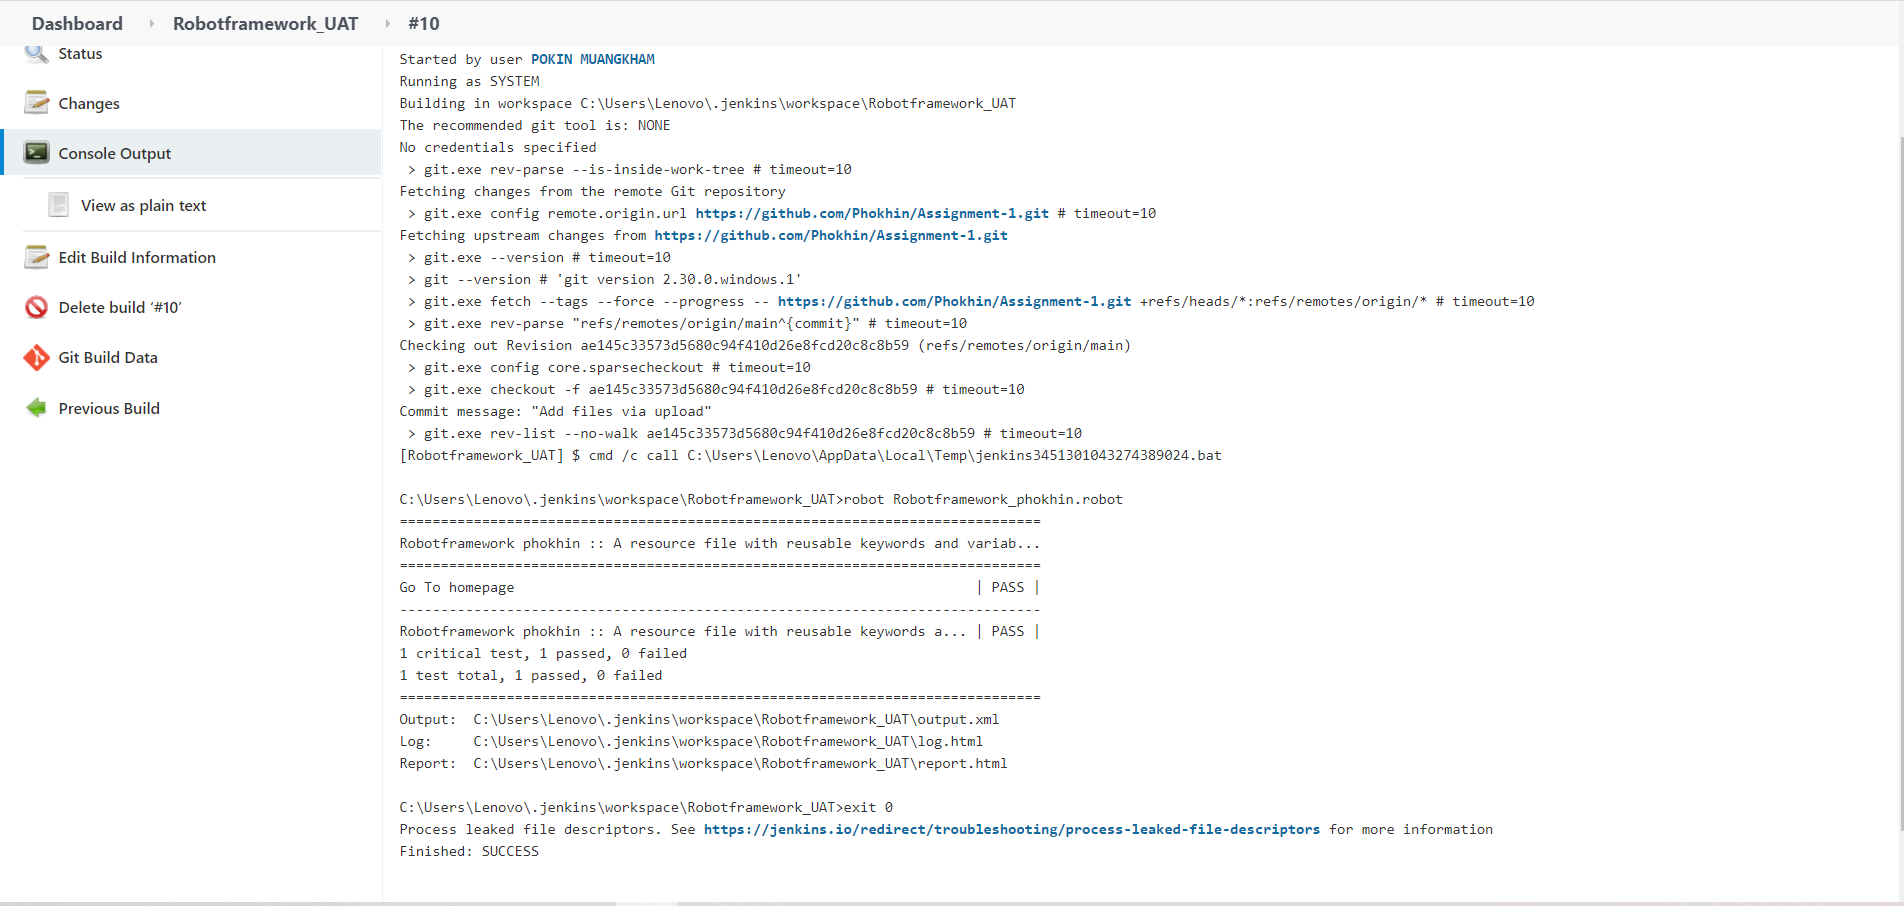 Dashboard Robotframework_UAT #10
Status
Changes
Console Output
View as plain text
Edit Build Information
Delete build ‘#10’
Git Build Data
Previous Build
Started by user POKIN MUANGKHAM
Running as SYSTEM
Building in workspace C:\Users\Lenovo\.jenkins\workspace\Robotframework_UAT
The recommended git tool is: NONE
No credentials specified
 > git.exe rev-parse --is-inside-work-tree # timeout=10
Fetching changes from the remote Git repository
 > git.exe config remote.origin.url https://github.com/Phokhin/Assignment-1.git # timeout=10
Fetching upstream changes from https://github.com/Phokhin/Assignment-1.git
 > git.exe --version # timeout=10
 > git --version # 'git version 2.30.0.windows.1'
 > git.exe fetch --tags --force --progress -- https://github.com/Phokhin/Assignment-1.git +refs/heads/*:refs/remotes/origin/* # timeout=10
 > git.exe rev-parse "refs/remotes/origin/main^{commit}" # timeout=10
Checking out Revision ae145c33573d5680c94f410d26e8fcd20c8c8b59 (refs/remotes/origin/main)
 > git.exe config core.sparsecheckout # timeout=10
 > git.exe checkout -f ae145c33573d5680c94f410d26e8fcd20c8c8b59 # timeout=10
Commit message: "Add files via upload"
 > git.exe rev-list --no-walk ae145c33573d5680c94f410d26e8fcd20c8c8b59 # timeout=10
[Robotframework_UAT] $ cmd /c call C:\Users\Lenovo\AppData\Local\Temp\jenkins3451301043274389024.bat
C:\Users\Lenovo\.jenkins\workspace\Robotframework_UAT>robot Robotframework_phokhin.robot
==============================================================================
Robotframework phokhin :: A resource file with reusable keywords and variab...
==============================================================================
Go To homepage                                                        | PASS |
------------------------------------------------------------------------------
Robotframework phokhin :: A resource file with reusable keywords a... | PASS |
1 critical test, 1 passed, 0 failed
1 test total, 1 passed, 0 failed
==============================================================================
Output:  C:\Users\Lenovo\.jenkins\workspace\Robotframework_UAT\output.xml
Log:     C:\Users\Lenovo\.jenkins\workspace\Robotframework_UAT\log.html
Report:  C:\Users\Lenovo\.jenkins\workspace\Robotframework_UAT\report.html
C:\Users\Lenovo\.jenkins\workspace\Robotframework_UAT>exit 0
Process leaked file descriptors. See https://jenkins.io/redirect/troubleshooting/process-leaked-file-descriptors for more information
Finished: SUCCESS